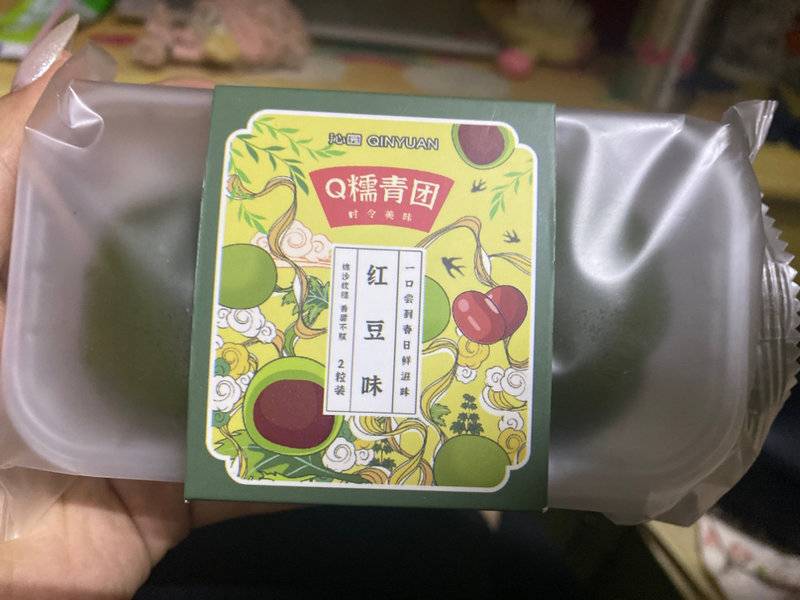 沁园 QINYUAN
Q糯青团
时令美味
一口尝到春日鲜滋味
红豆味
绵沙软糯 香甜不腻
2粒装